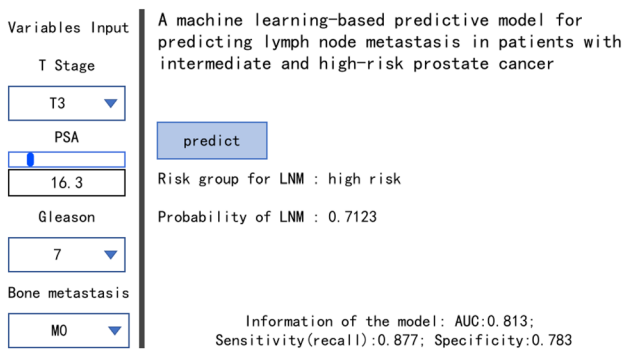 Variables Input
T Stage
T3
PSA
16.3
Gleason
7
Bone metastasis
M0
A machine learning-based predictive model for
predicting lymph node metastasis in patients with
intermediate and high-risk prostate cancer
predict
Risk group for LNM : high risk
Probability of LNM : 0.7123
Information of the model: AUC:0.813;
Sensitivity(recall):0.877; Specificity:0.783